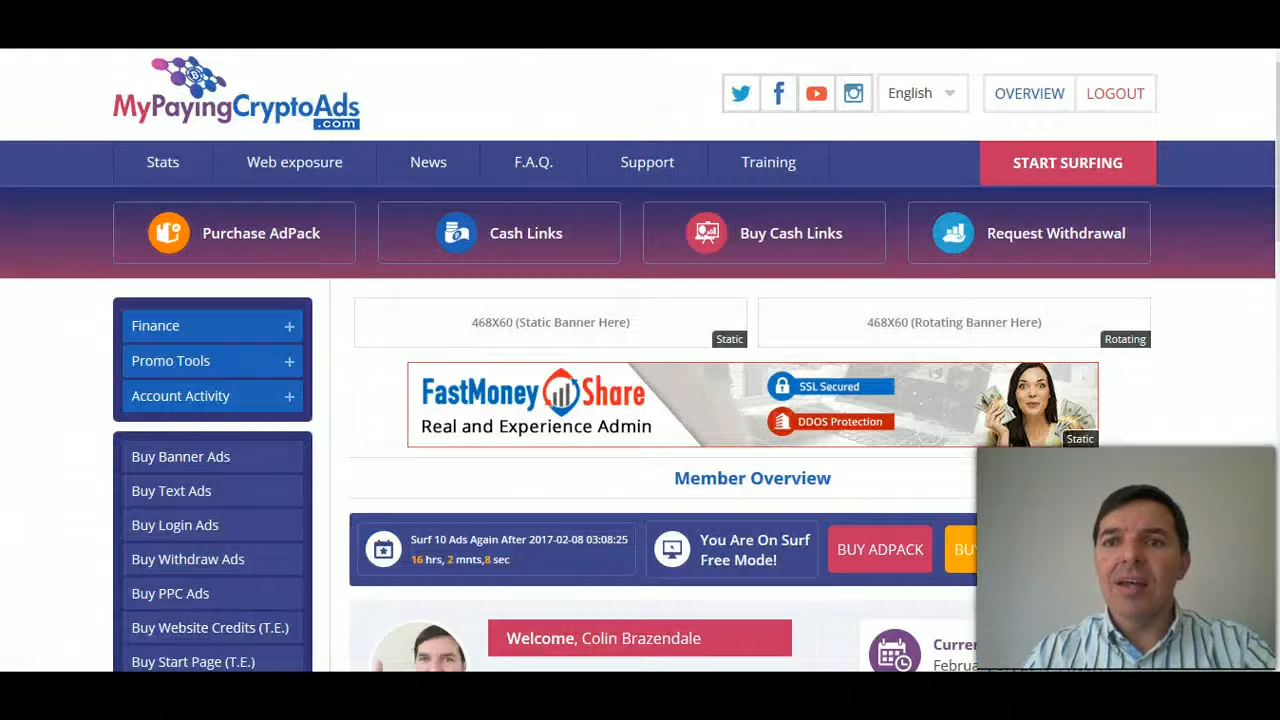 MyPayingCryptoAds
.com
English
OVERVIEW
LOGOUT
Stats
Web exposure
News
F.A.Q.
Support
Training
START SURFING
Purchase AdPack
Cash Links
Buy Cash Links
Request Withdrawal
Finance +
Promo Tools +
Account Activity +
468X60 (Static Banner Here)
Static
468X60 (Rotating Banner Here)
Rotating
FastMoney Share
Real and Experience Admin
SSL Secured
DDOS Protection
Static
Member Overview
Buy Banner Ads
Buy Text Ads
Buy Login Ads
Buy Withdraw Ads
Buy PPC Ads
Buy Website Credits (T.E.)
Buy Start Page (T.E.)
Surf 10 Ads Again After 2017-02-08 03:08:25
16 hrs, 2 mnts,8 sec
You Are On Surf
Free Mode!
BUY ADPACK
Welcome, Colin Brazendale